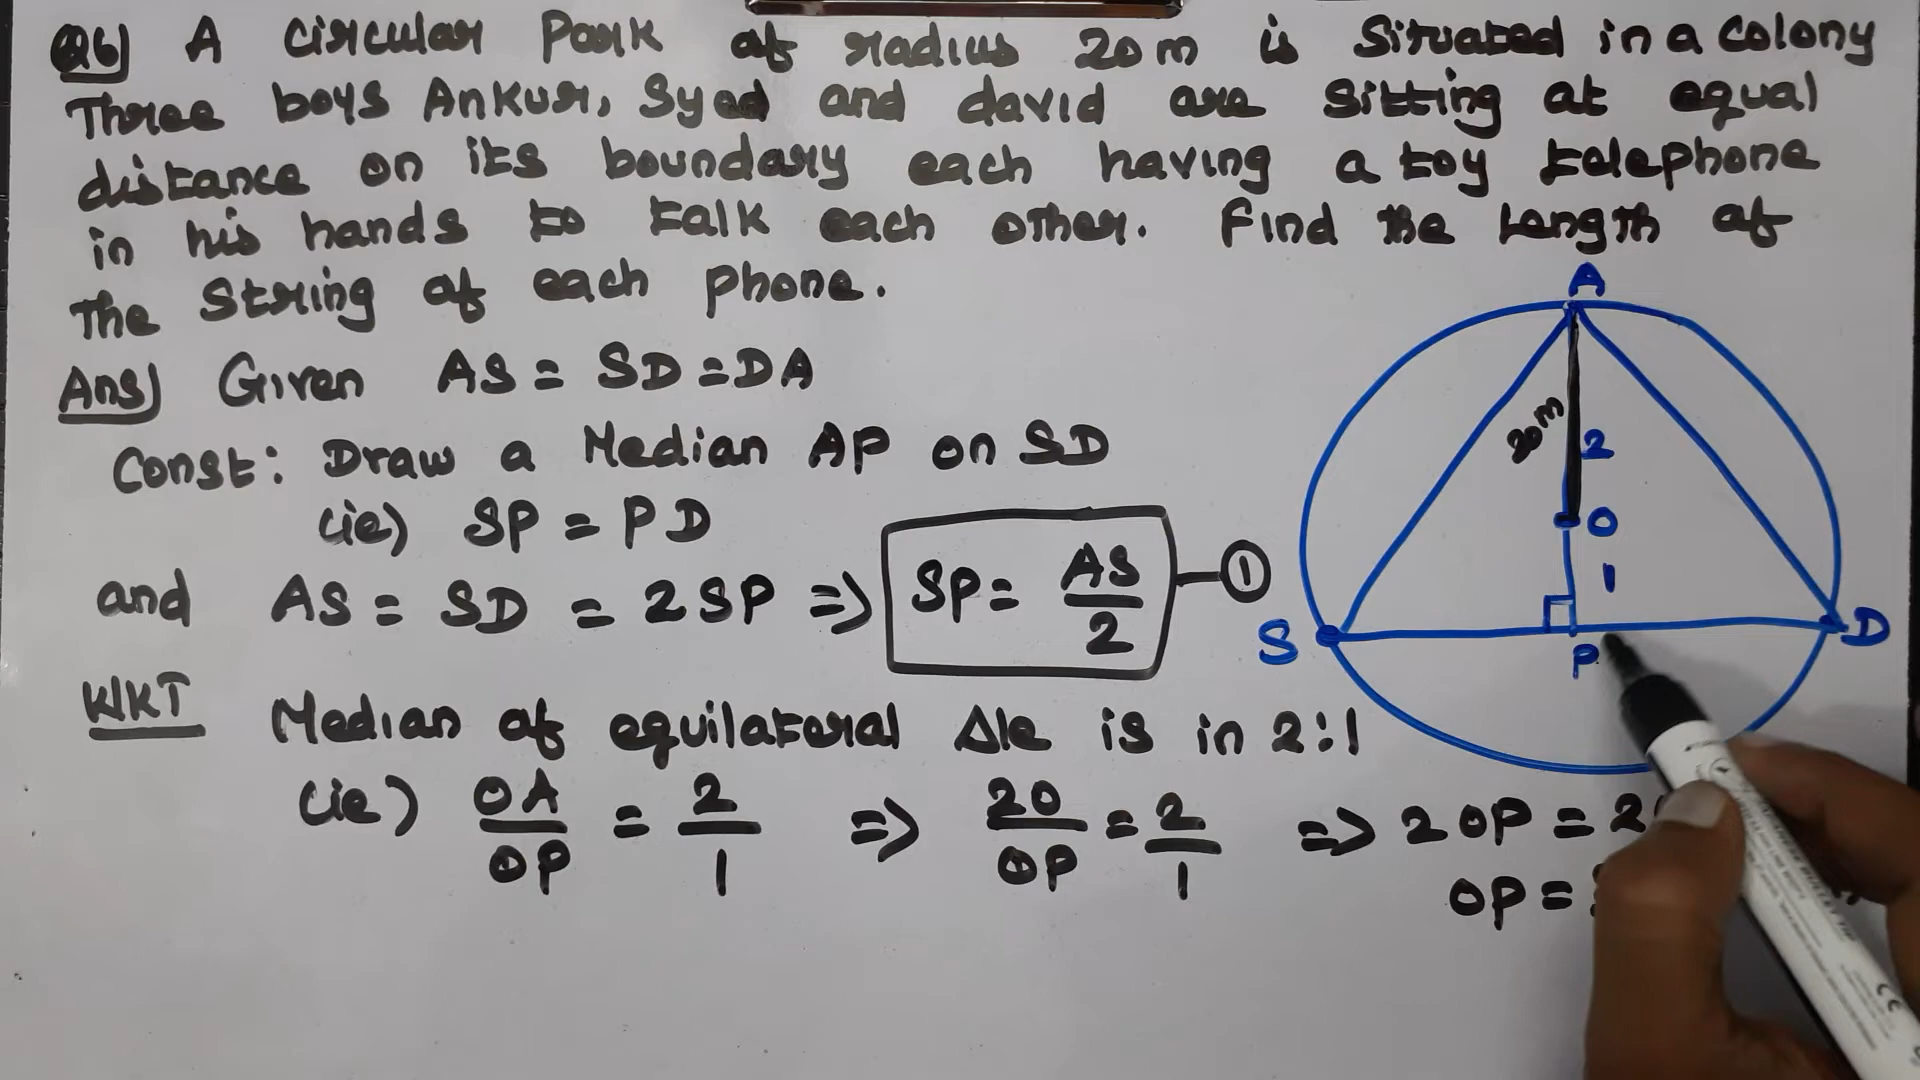 Q6) A circular Park of radius 20m is Situated in a Colony
Three boys Ankur, Syed and david are sitting at equal
distance on its boundary each having a toy telephone
in his hands to talk each other. Find the Length of
The String of each phone.
Ans) Given AS = SD = DA
Const: Draw a Median AP on SD
(ie) SP = PD
and AS = SD = 2SP => SP = AS/2 — ①
WKT Median of equilateral Δle is in 2:1
(ie) OA/OP = 2/1 => 20/OP = 2/1 => 2OP =
OP =
A
20m
2
O
1
S
P
D